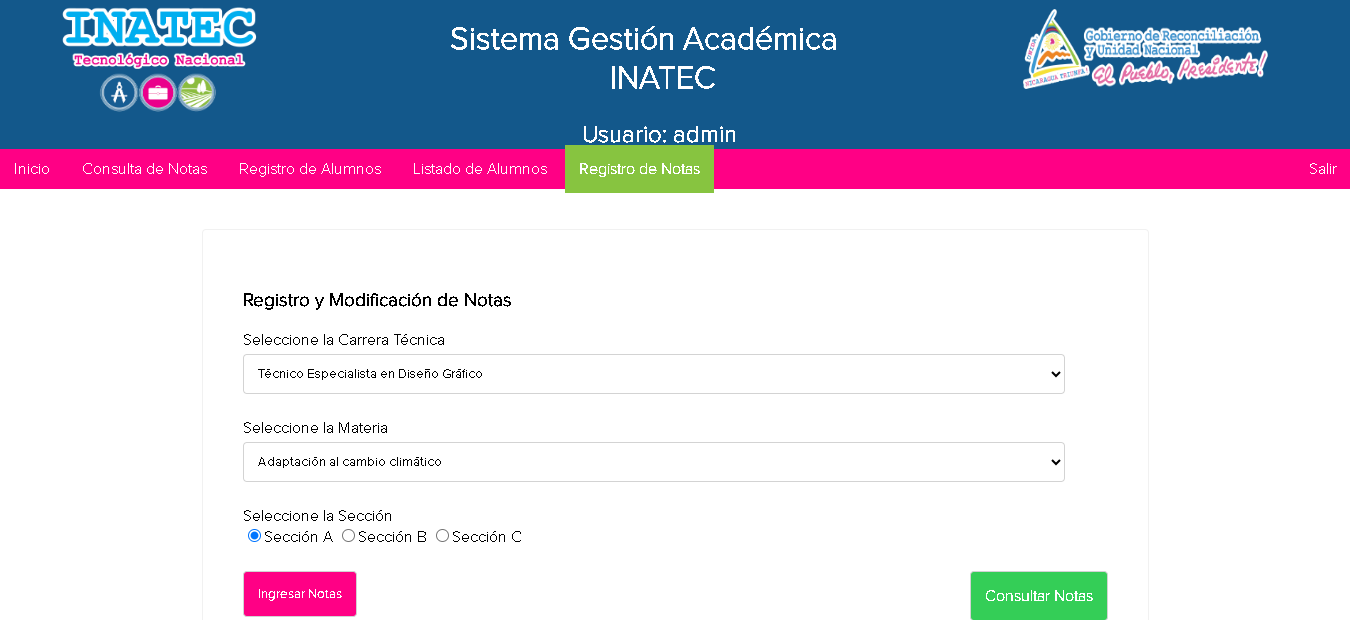 INATEC
Tecnológico Nacional
Sistema Gestión Académica
INATEC
Usuario: admin
Gobierno de Reconciliación
y Unidad Nacional
El Pueblo, Presidente!
NICARAGUA TRIUNFA!
Inicio
Consulta de Notas
Registro de Alumnos
Listado de Alumnos
Registro de Notas
Salir
Registro y Modificación de Notas
Seleccione la Carrera Técnica
Técnico Especialista en Diseño Gráfico
Seleccione la Materia
Adaptación al cambio climático
Seleccione la Sección
Sección A Sección B Sección C
Ingresar Notas
Consultar Notas